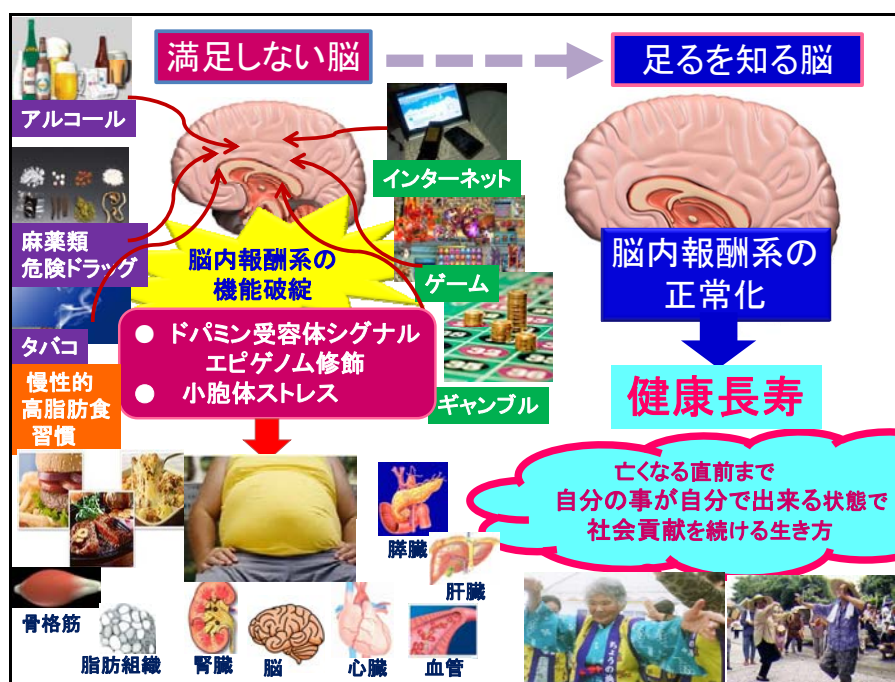 満足しない脳
足るを知る脳
アルコール
インターネット
麻薬類
危険ドラッグ
脳内報酬系の
機能破綻
ゲーム
脳内報酬系の
正常化
タバコ
● ドパミン受容体シグナル
エピゲノム修飾
● 小胞体ストレス
慢性的
高脂肪食
習慣
ギャンブル
健康長寿
亡くなる直前まで
自分の事が自分で出来る状態で
社会貢献を続ける生き方
膵臓
肝臓
骨格筋
脂肪組織
腎臓
脳
心臓
血管